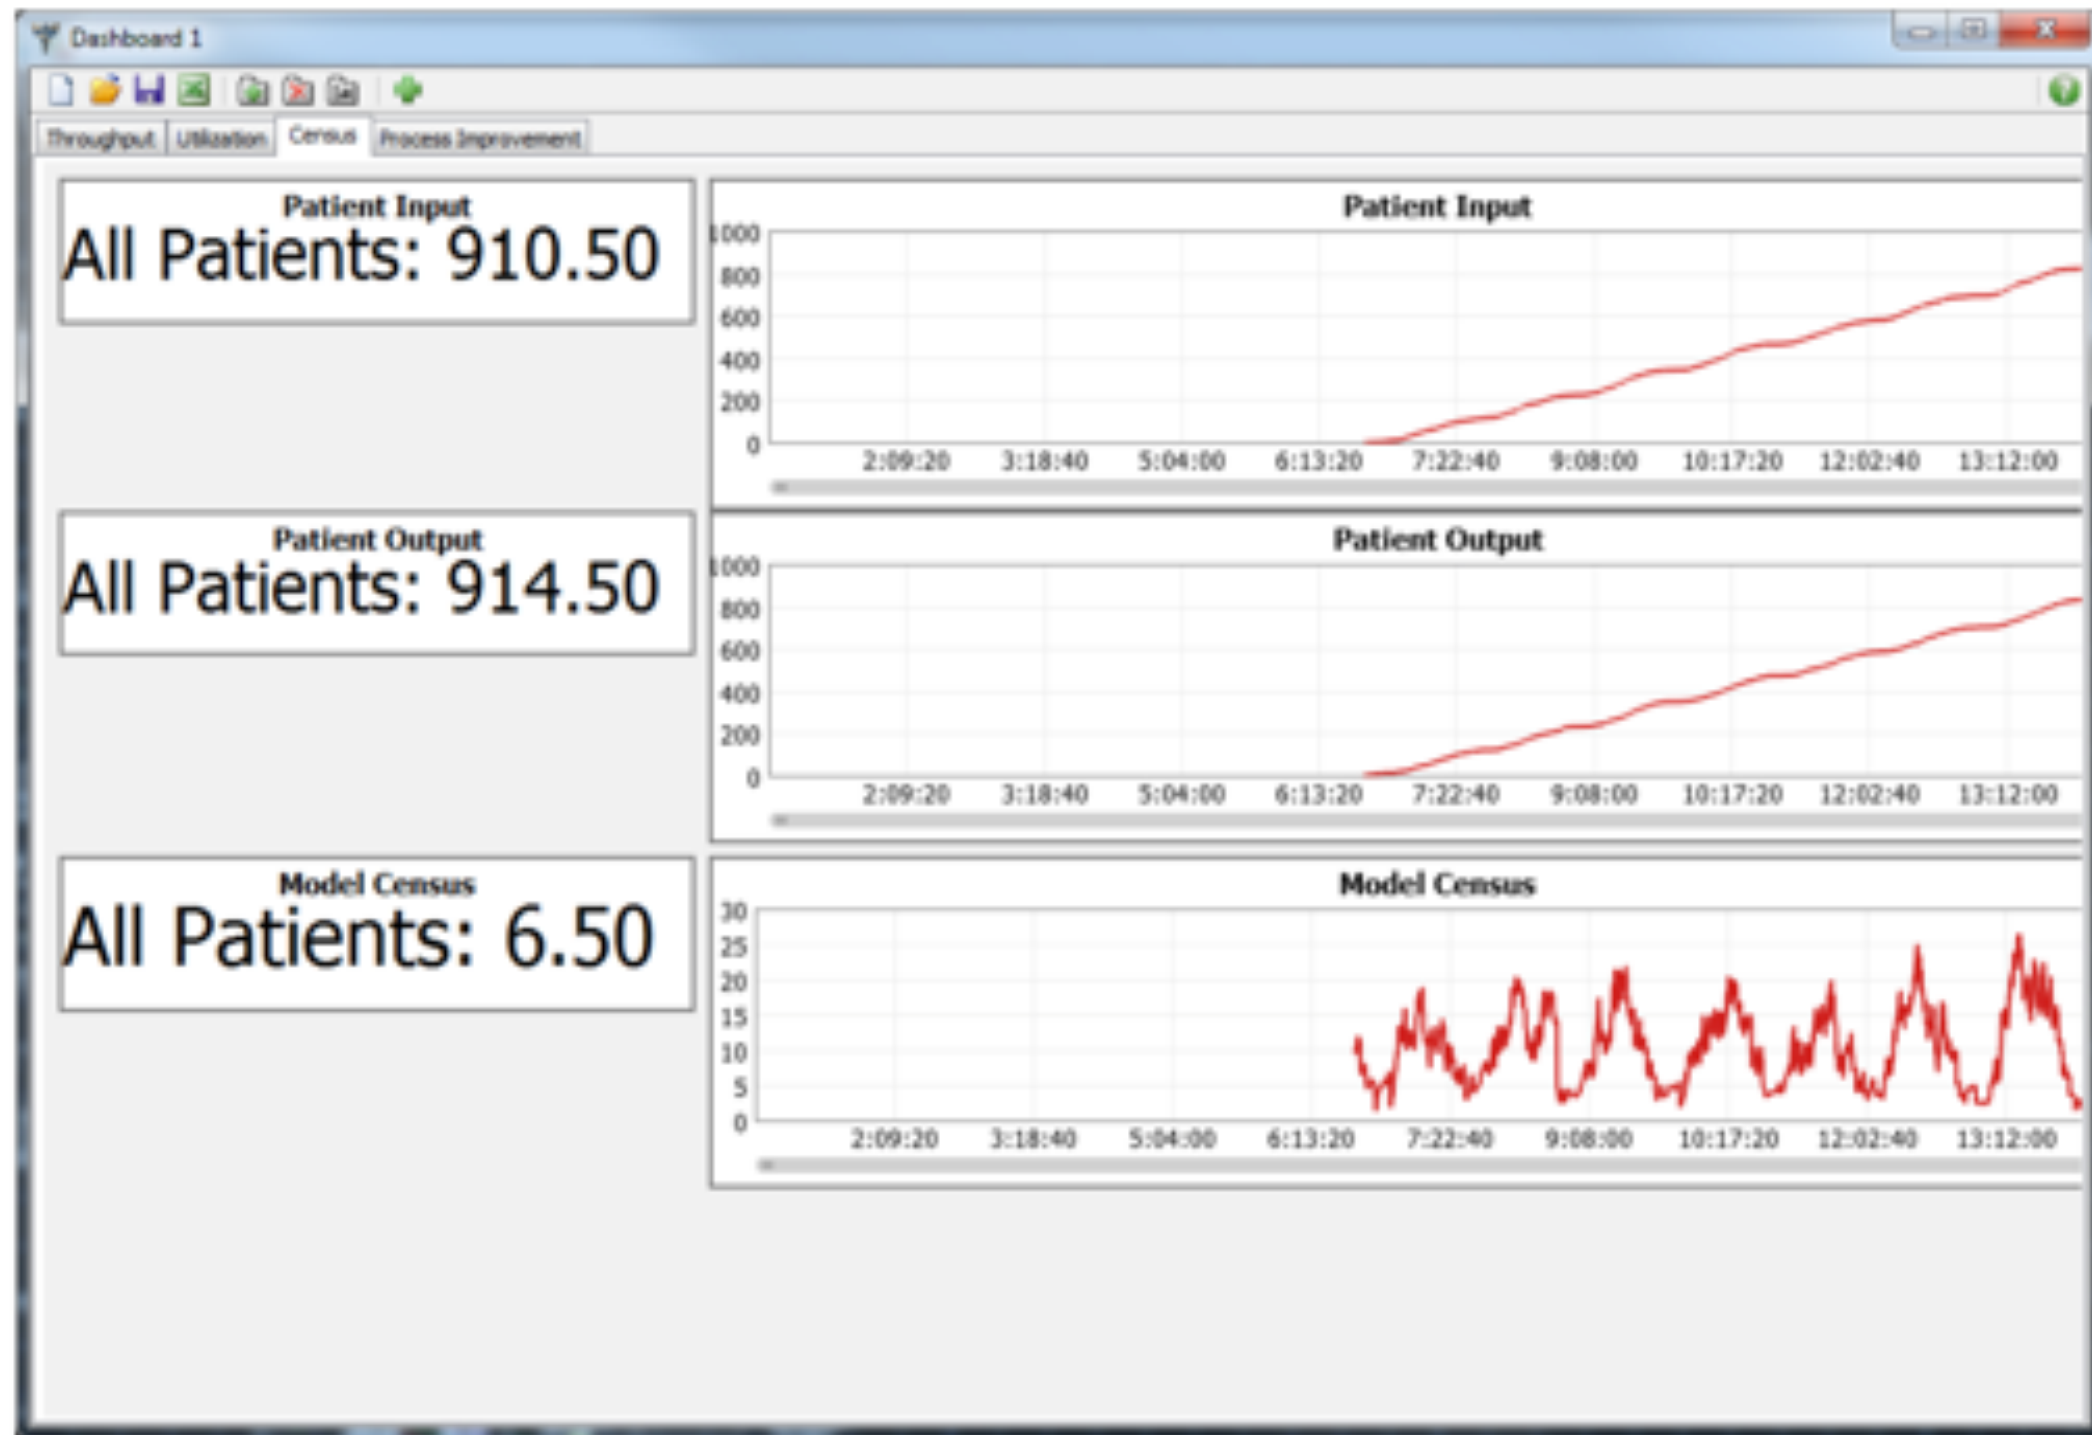 Dashboard 1
Throughput Utilization Census Process Improvement
Patient Input
All Patients: 910.50
Patient Input
1000
800
600
400
200
0
2:09:20 3:18:40 5:04:00 6:13:20 7:22:40 9:08:00 10:17:20 12:02:40 13:12:00
Patient Output
All Patients: 914.50
Patient Output
1000
800
600
400
200
0
2:09:20 3:18:40 5:04:00 6:13:20 7:22:40 9:08:00 10:17:20 12:02:40 13:12:00
Model Census
All Patients: 6.50
Model Census
30
25
20
15
10
5
0
2:09:20 3:18:40 5:04:00 6:13:20 7:22:40 9:08:00 10:17:20 12:02:40 13:12:00